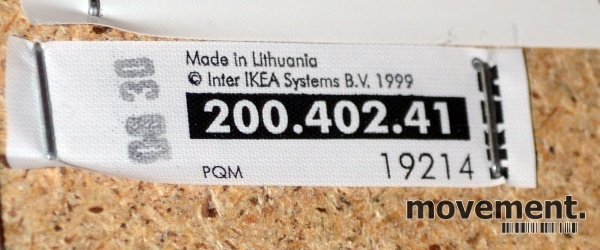 Made in Lithuania
© Inter IKEA Systems B.V. 1999
200.402.41
PQM 19214
movement.